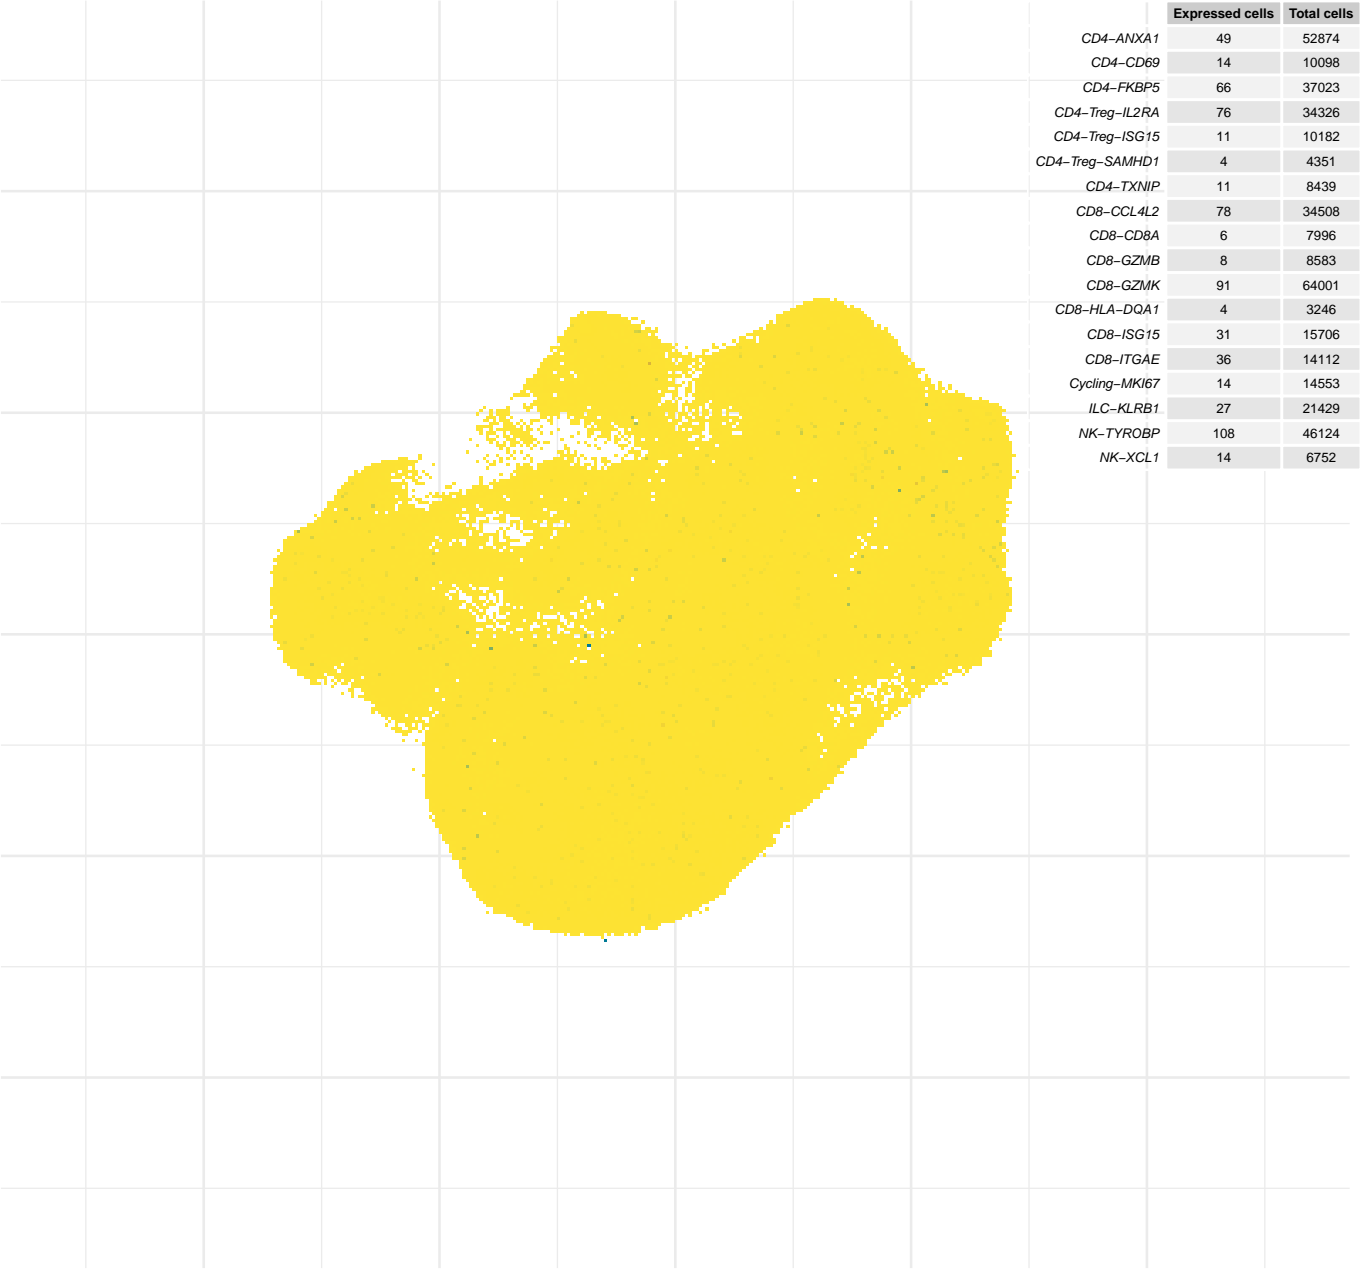 Expressed cells Total cells
CD4−ANXA1 49 52874
CD4−CD69 14 10098
CD4−FKBP5 66 37023
CD4−Treg−IL2RA 76 34326
CD4−Treg−ISG15 11 10182
CD4−Treg−SAMHD1 4 4351
CD4−TXNIP 11 8439
CD8−CCL4L2 78 34508
CD8−CD8A 6 7996
CD8−GZMB 8 8583
CD8−GZMK 91 64001
CD8−HLA−DQA1 4 3246
CD8−ISG15 31 15706
CD8−ITGAE 36 14112
Cycling−MKI67 14 14553
ILC−KLRB1 27 21429
NK−TYROBP 108 46124
NK−XCL1 14 6752